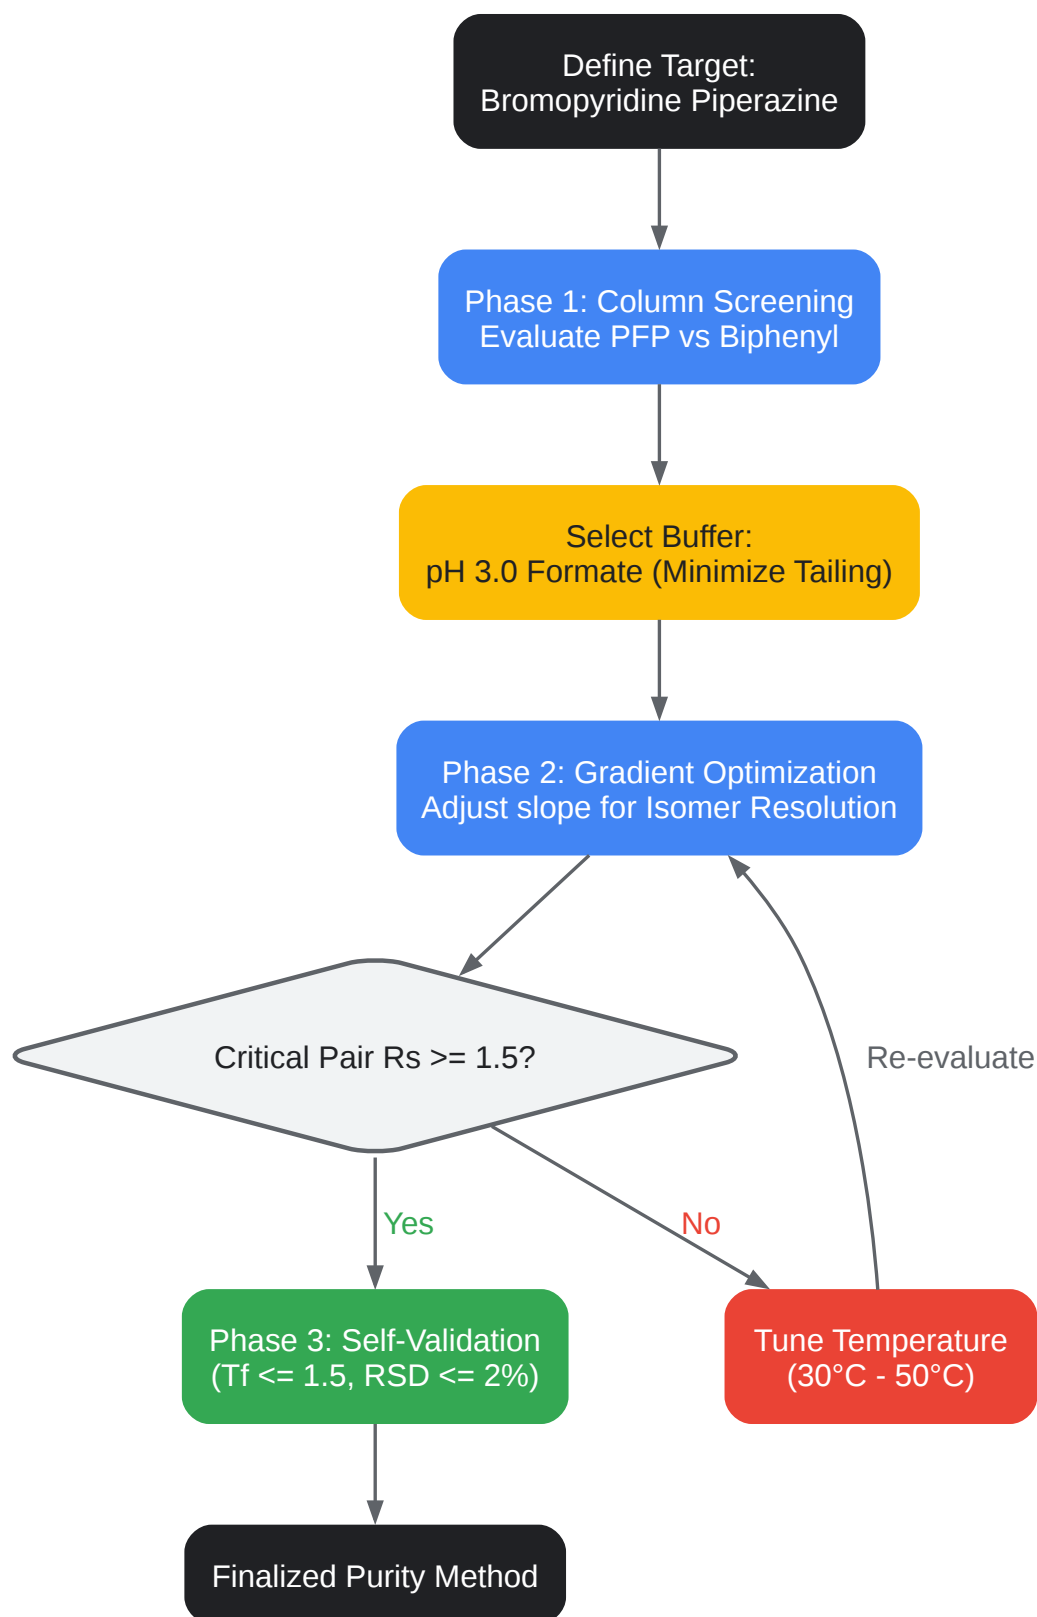 Define Target:
Bromopyridine Piperazine
Phase 1: Column Screening
Evaluate PFP vs Biphenyl
Select Buffer:
pH 3.0 Formate (Minimize Tailing)
Phase 2: Gradient Optimization
Adjust slope for Isomer Resolution
Critical Pair Rs >= 1.5?
Re-evaluate
Yes
No
Phase 3: Self-Validation
(Tf <= 1.5, RSD <= 2%)
Tune Temperature
(30°C - 50°C)
Finalized Purity Method